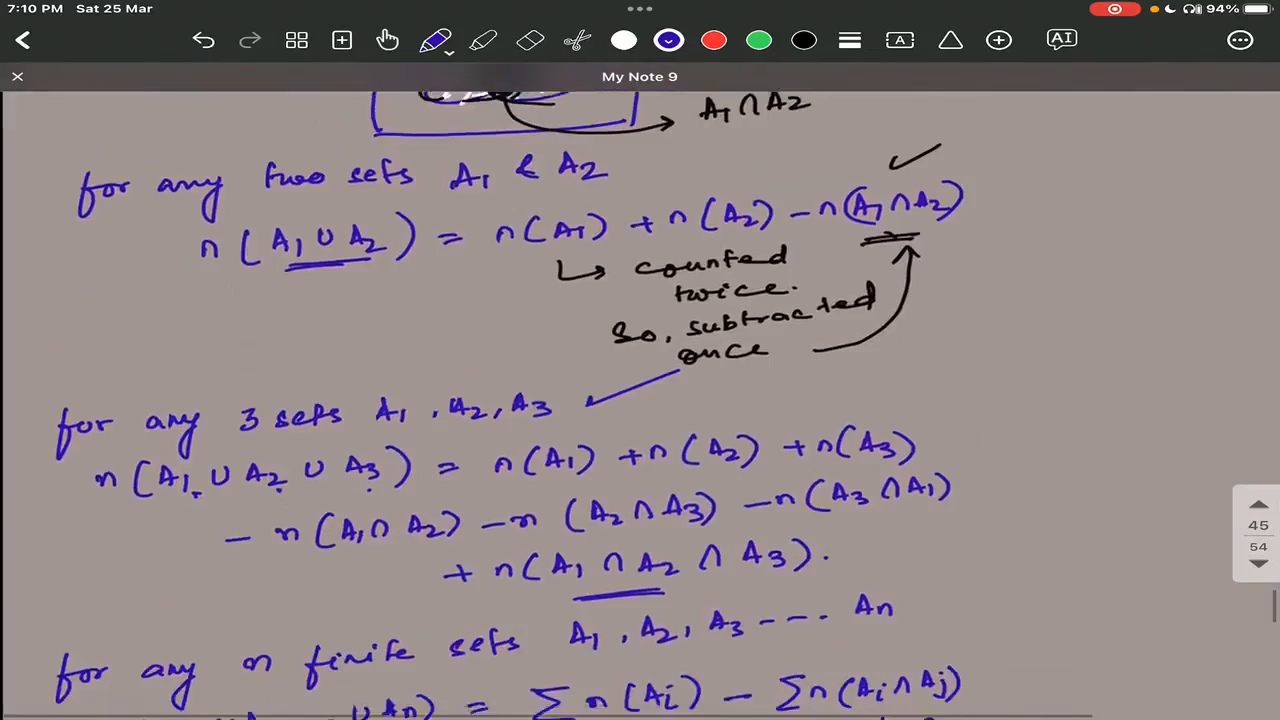 7:10 PM Sat 25 Mar
94%
A
AI
My Note 9
A₁ ∩ A2
for any two sets A₁ & A2
n ( A₁ ∪ A₂ ) = n(A₁) + n (A₂) - n (A₁ ∩ A₂)
↳ counted
twice.
So, subtracted
once
for any 3 sets A₁ , A₂, A₃
n (A₁ ∪ A₂ ∪ A₃) = n(A₁) + n (A₂) + n(A₃)
- n (A₁ ∩ A₂) - n (A₂ ∩ A₃) - n (A₃ ∩ A₁)
+ n(A₁ ∩ A₂ ∩ A₃).
45
54
for any n finite sets A₁ , A₂, A₃ - - - . An
∪ An) = ∑ n (Ai) - ∑ n (Ai ∩ Aj)